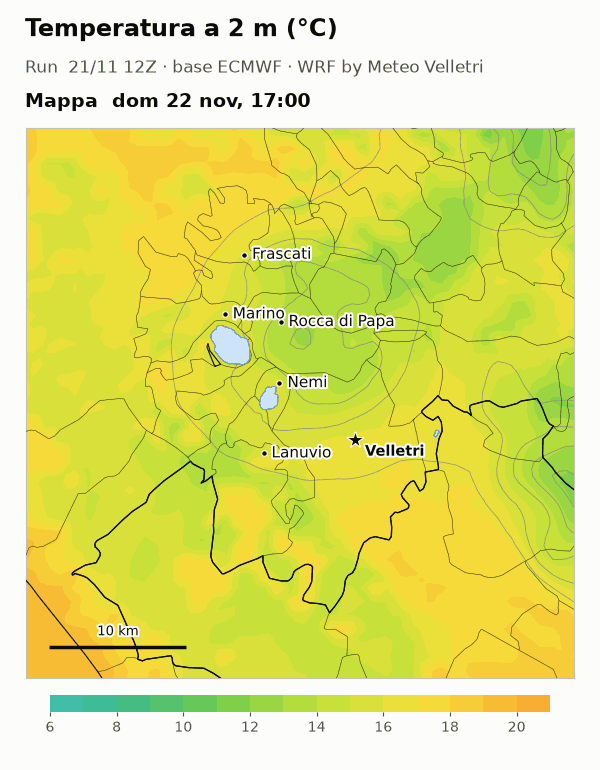 Temperatura a 2 m (°C)
Run  21/11 12Z · base ECMWF · WRF by Meteo Velletri
Mappa  dom 22 nov, 17:00
Frascati
Marino
Rocca di Papa
Nemi
Lanuvio
Velletri
10 km
6 8 10 12 14 16 18 20